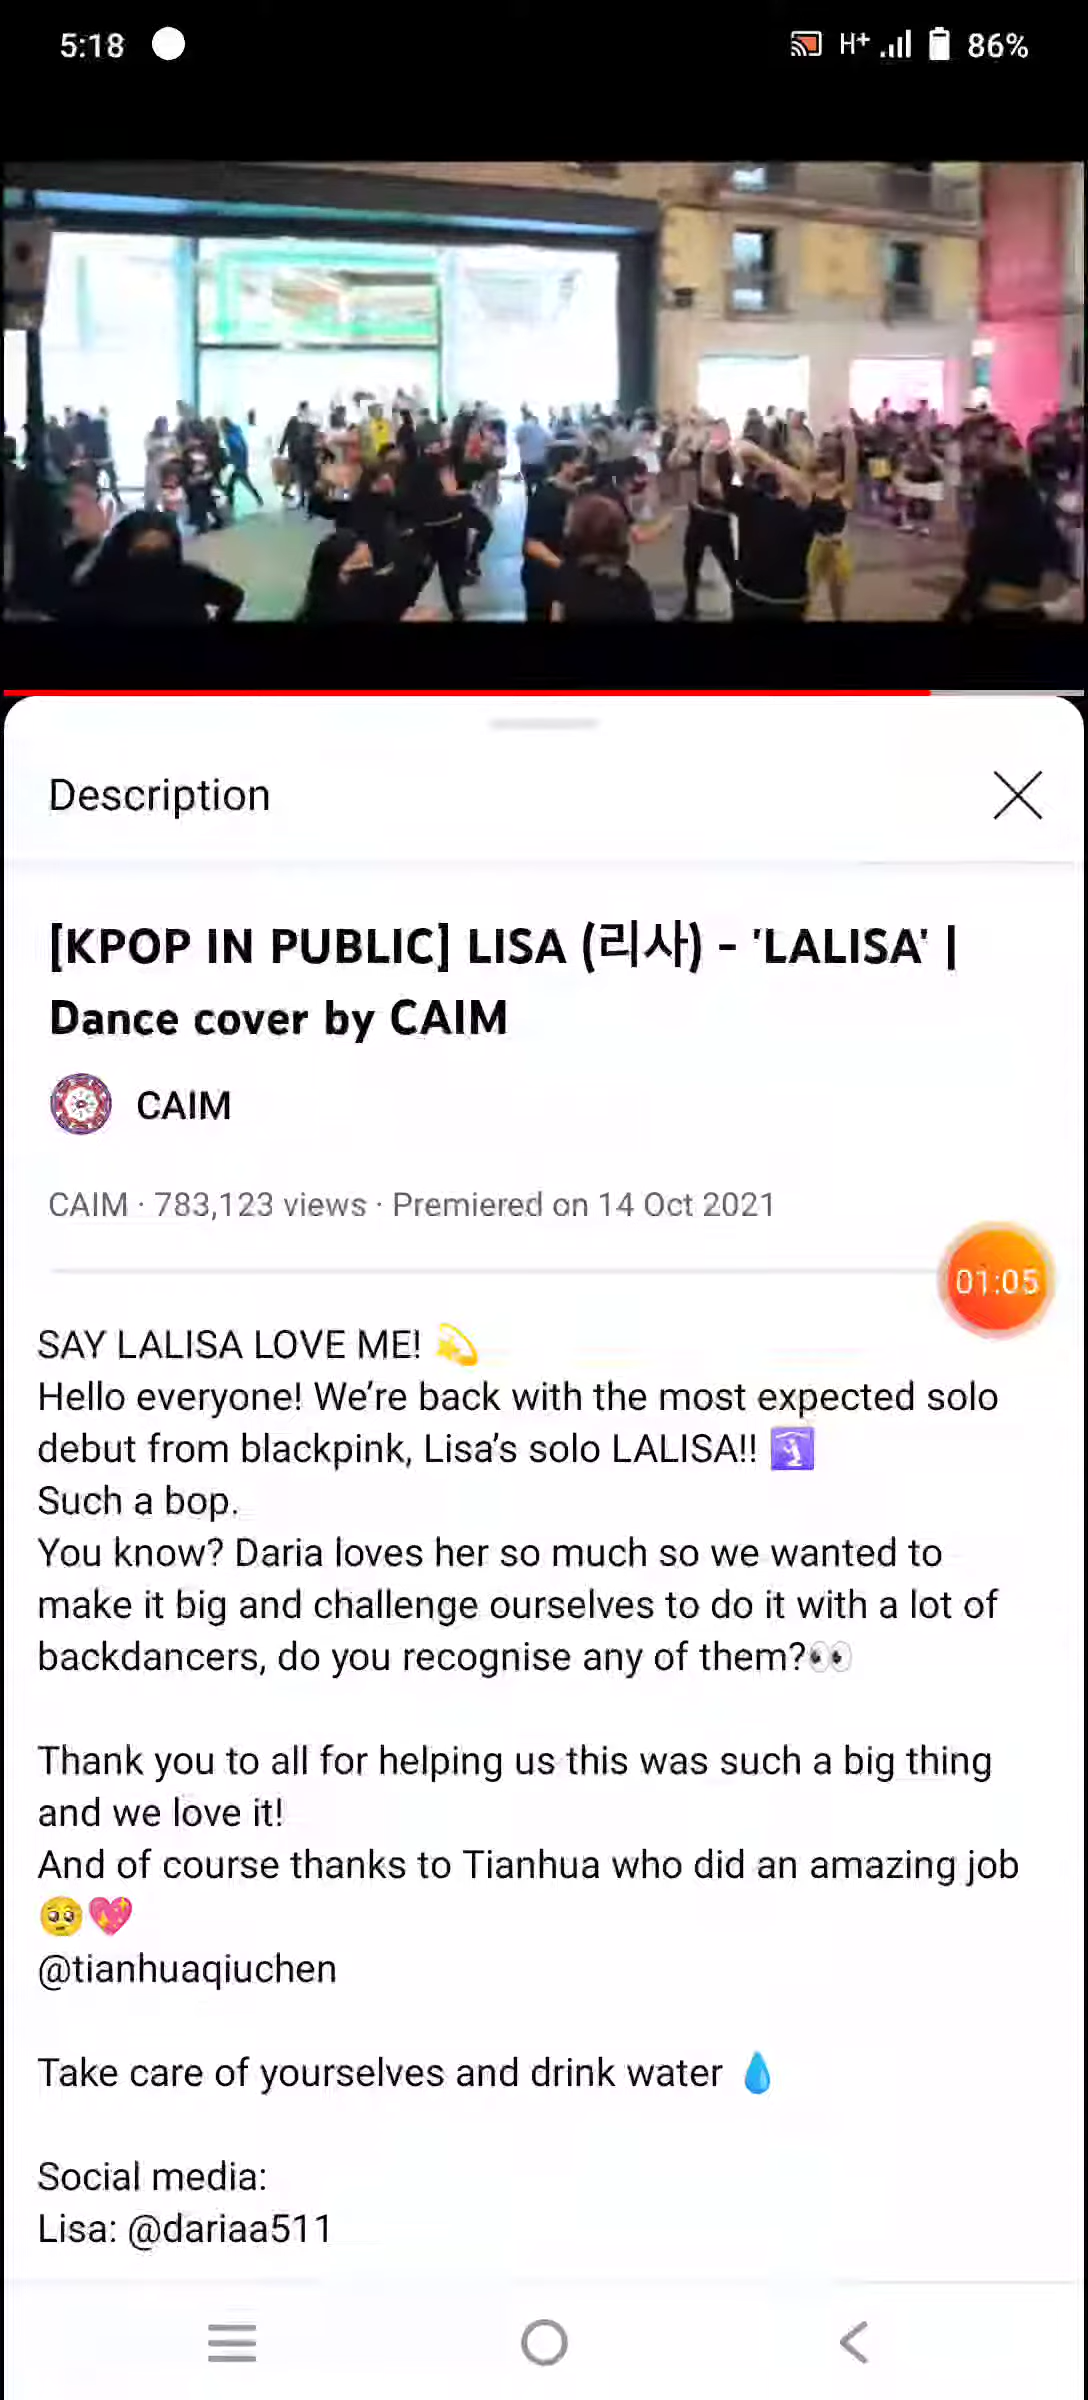 5:18
H+
86%
Description
[KPOP IN PUBLIC] LISA (리사) - 'LALISA' |
Dance cover by CAIM
CAIM
CAIM · 783,123 views · Premiered on 14 Oct 2021
01:05
SAY LALISA LOVE ME! 💫
Hello everyone! We’re back with the most expected solo
debut from blackpink, Lisa’s solo LALISA!! 🛐
Such a bop.
You know? Daria loves her so much so we wanted to
make it big and challenge ourselves to do it with a lot of
backdancers, do you recognise any of them?👀
Thank you to all for helping us this was such a big thing
and we love it!
And of course thanks to Tianhua who did an amazing job
🥺💖
@tianhuaqiuchen
Take care of yourselves and drink water 💧
Social media:
Lisa: @dariaa511